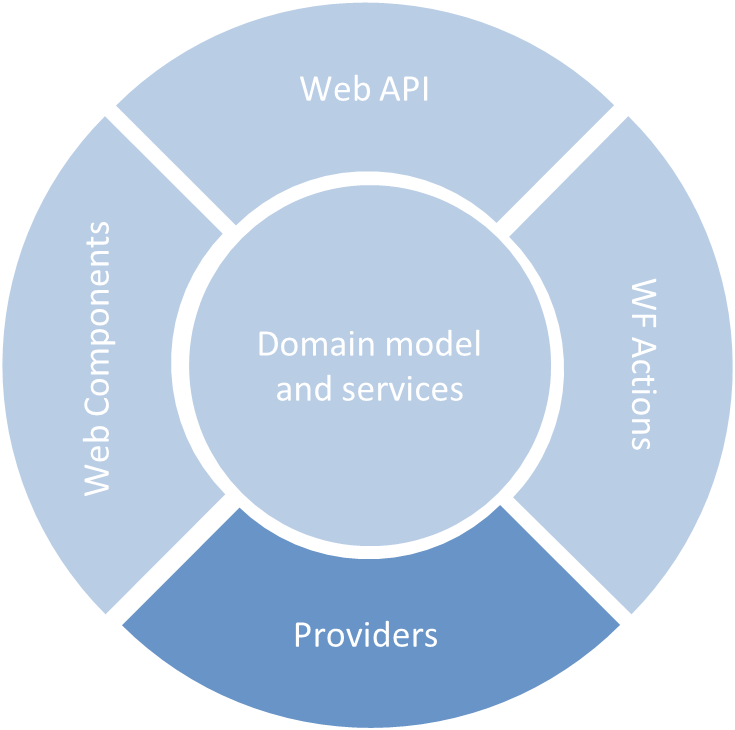 Web API
Web Components
Domain model
and services
WF Actions
Providers